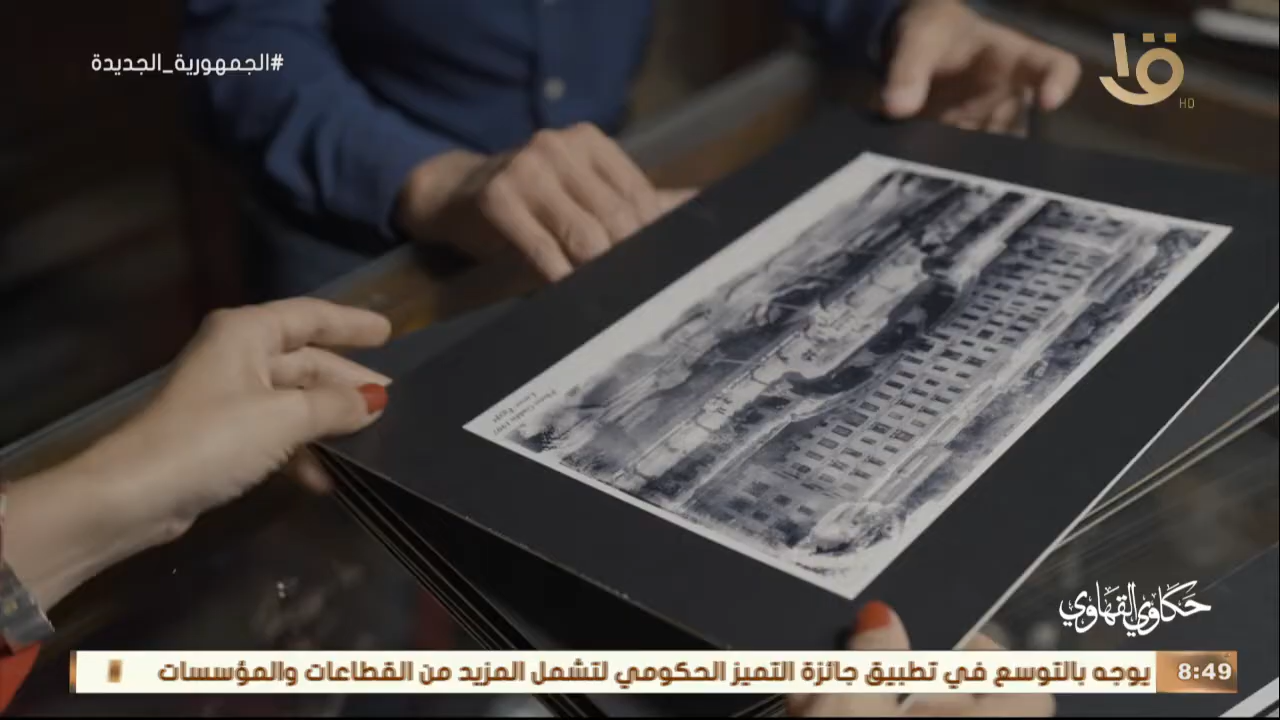 #الجمهورية_الجديدة
HD
حكاوي القهاوي
8:49 يوجه بالتوسع في تطبيق جائزة التميز الحكومي لتشمل المزيد من القطاعات والمؤسسات